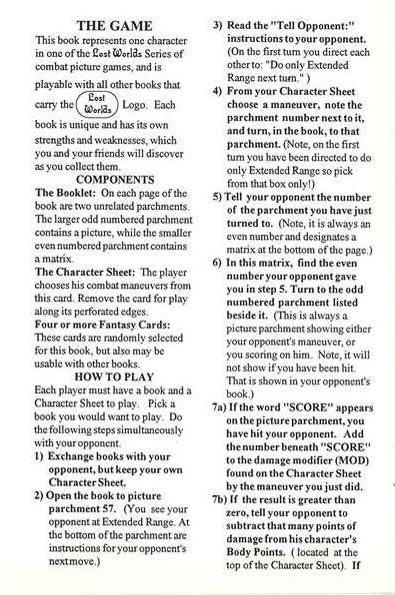 THE GAME
This book represents one character
in one of the Lost Worlds Series of
combat picture games, and is
playable with all other books that
carry the Lost Worlds Logo. Each
book is unique and has its own
strengths and weaknesses, which
you and your friends will discover
as you collect them.
COMPONENTS
The Booklet: On each page of the
book are two unrelated parchments.
The larger odd numbered parchment
contains a picture, while the smaller
even numbered parchment contains
a matrix.
The Character Sheet: The player
chooses his combat maneuvers from
this card. Remove the card for play
along its perforated edges.
Four or more Fantasy Cards:
These cards are randomly selected
for this book, but also may be
usable with other books.
HOW TO PLAY
Each player must have a book and a
Character Sheet to play. Pick a
book you would want to play. Do
the following steps simultaneously
with your opponent.
1) Exchange books with your
opponent, but keep your own
Character Sheet.
2) Open the book to picture
parchment 57. (You see your
opponent at Extended Range. At
the bottom of the parchment are
instructions for your opponent's
next move.)
3) Read the "Tell Opponent:"
instructions to your opponent.
(On the first turn you direct each
other to: "Do only Extended
Range next turn." )
4) From your Character Sheet
choose a maneuver, note the
parchment number next to it,
and turn, in the book, to that
parchment. (Note, on the first
turn you have been directed to do
only Extended Range so pick
from that box only!)
5) Tell your opponent the number
of the parchment you have just
turned to. (Note, it is always an
even number and designates a
matrix at the bottom of the page.)
6) In this matrix, find the even
number your opponent gave
you in step 5. Turn to the odd
numbered parchment listed
beside it. (This is always a
picture parchment showing either
your opponent's maneuver, or
you scoring on him. Note, it will
not show if you have been hit.
That is shown in your opponent's
book.)
7a) If the word "SCORE" appears
on the picture parchment, you
have hit your opponent. Add
the number beneath "SCORE"
to the damage modifier (MOD)
found on the Character Sheet
by the maneuver you just did.
7b) If the result is greater than
zero, tell your opponent to
subtract that many points of
damage from his character's
Body Points. ( located at the
top of the Character Sheet). If